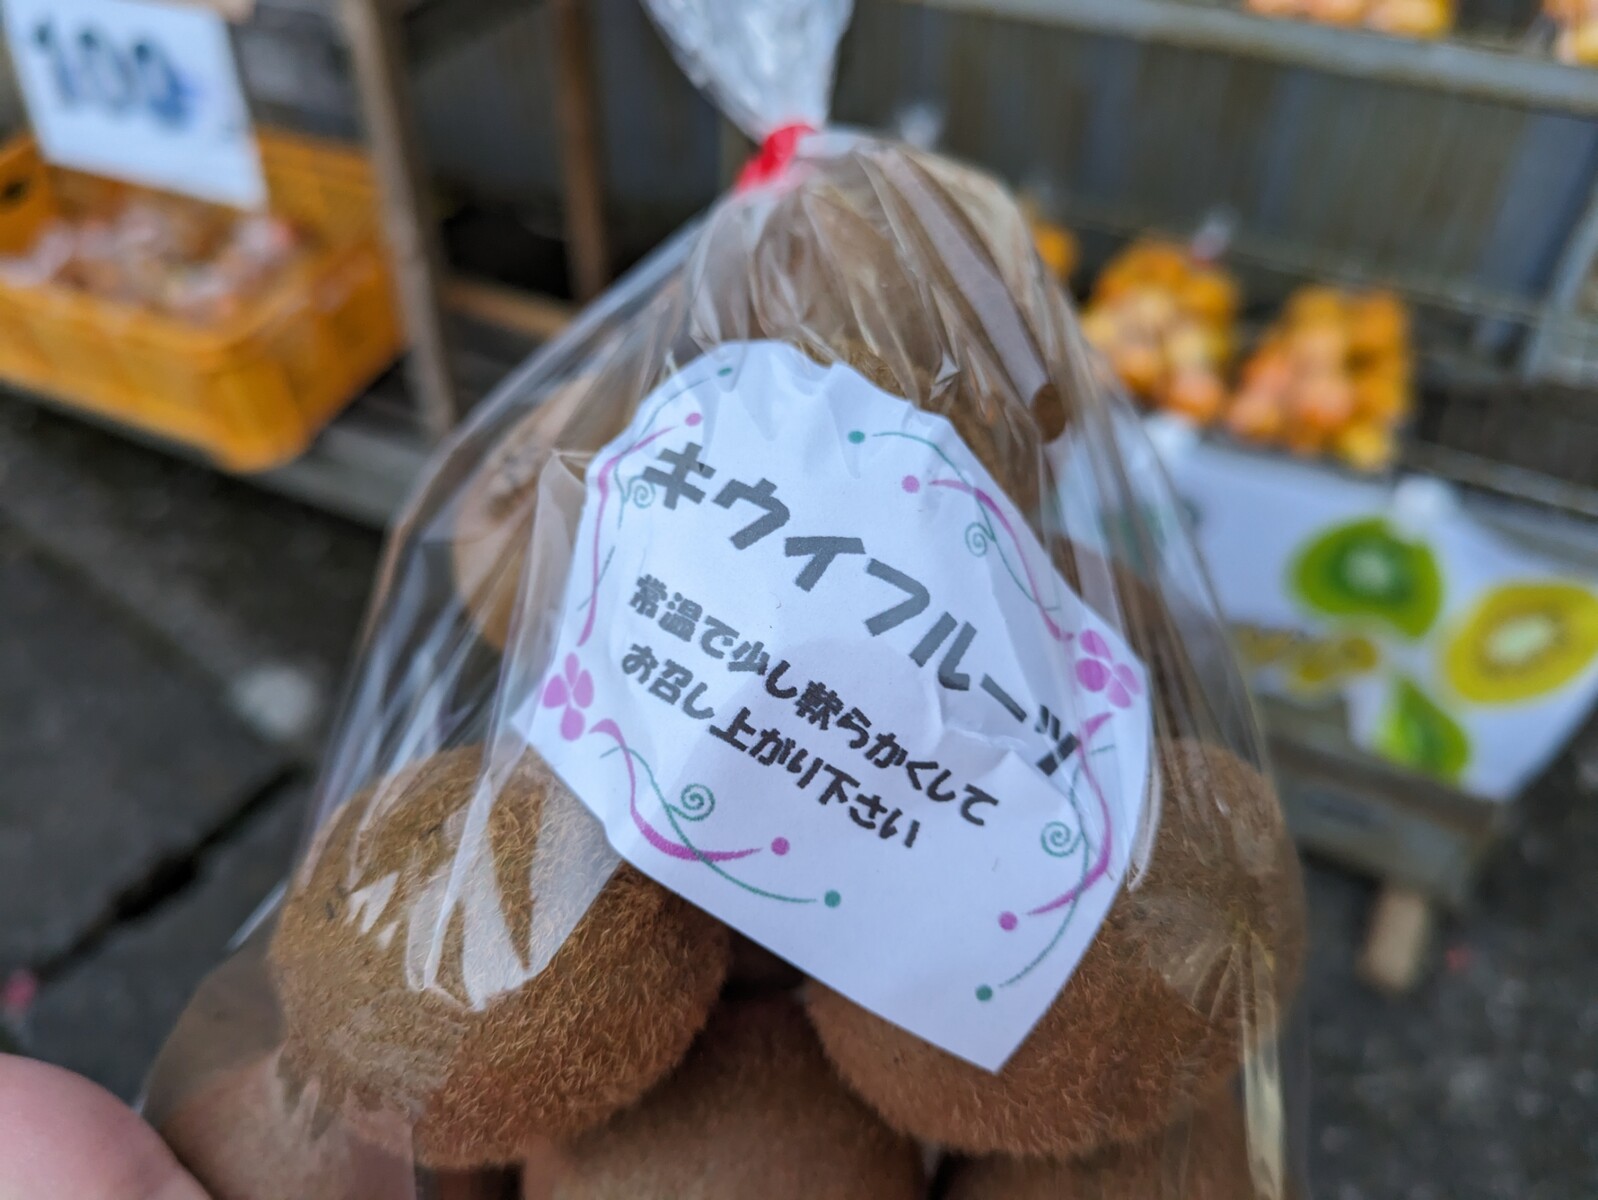 100
キウイフルーツ
常温で少し軟らかくして
お召し上がり下さい